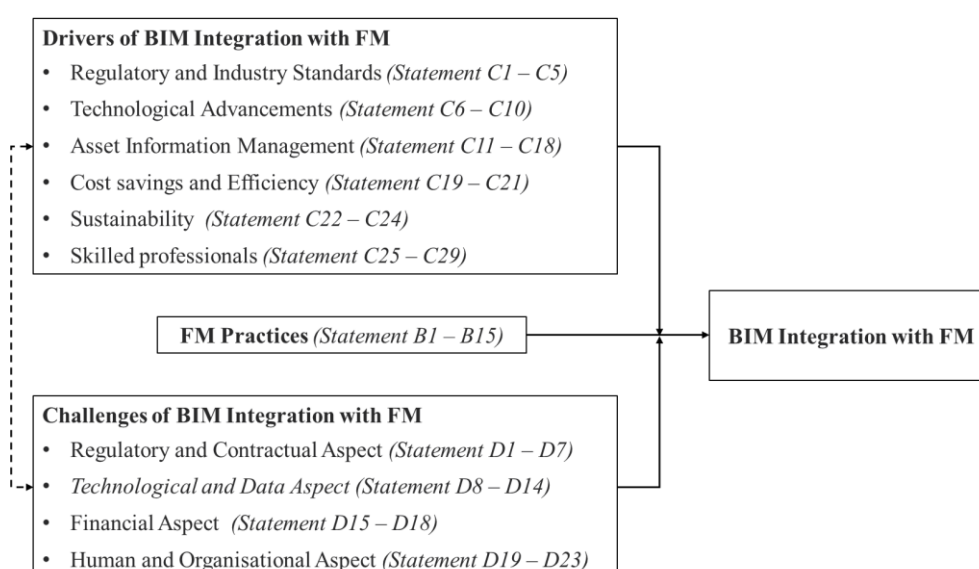 Drivers of BIM Integration with FM
• Regulatory and Industry Standards (Statement C1 – C5)
• Technological Advancements (Statement C6 – C10)
• Asset Information Management (Statement C11 – C18)
• Cost savings and Efficiency (Statement C19 – C21)
• Sustainability (Statement C22 – C24)
• Skilled professionals (Statement C25 – C29)
FM Practices (Statement B1 – B15)
BIM Integration with FM
Challenges of BIM Integration with FM
• Regulatory and Contractual Aspect (Statement D1 – D7)
• Technological and Data Aspect (Statement D8 – D14)
• Financial Aspect (Statement D15 – D18)
• Human and Organisational Aspect (Statement D19 – D23)